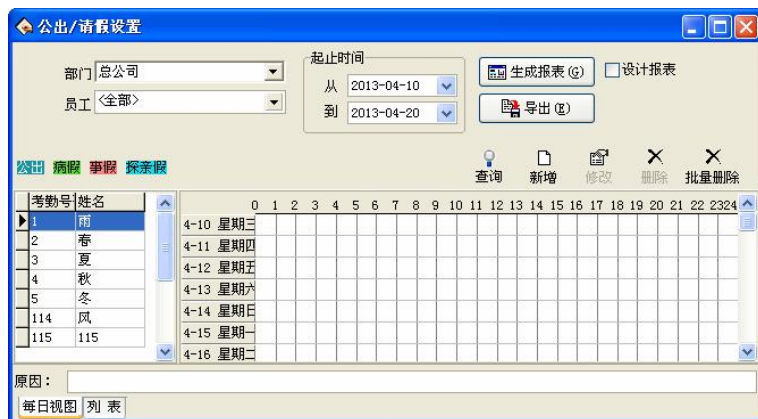 公出/请假设置
部门 总公司
员工 <全部>
起止时间
从 2013-04-10
到 2013-04-20
生成报表(G)
设计报表
导出(E)
公出 病假 事假 探亲假
查询 新增 修改 删除 批量删除
考勤号 姓名
1 雨
2 春
3 夏
4 秋
5 冬
114 风
115 115
0 1 2 3 4 5 6 7 8 9 10 11 12 13 14 15 16 17 18 19 20 21 22 2324
4-10 星期三
4-11 星期四
4-12 星期五
4-13 星期六
4-14 星期日
4-15 星期一
4-16 星期二
原因：
每日视图 列 表